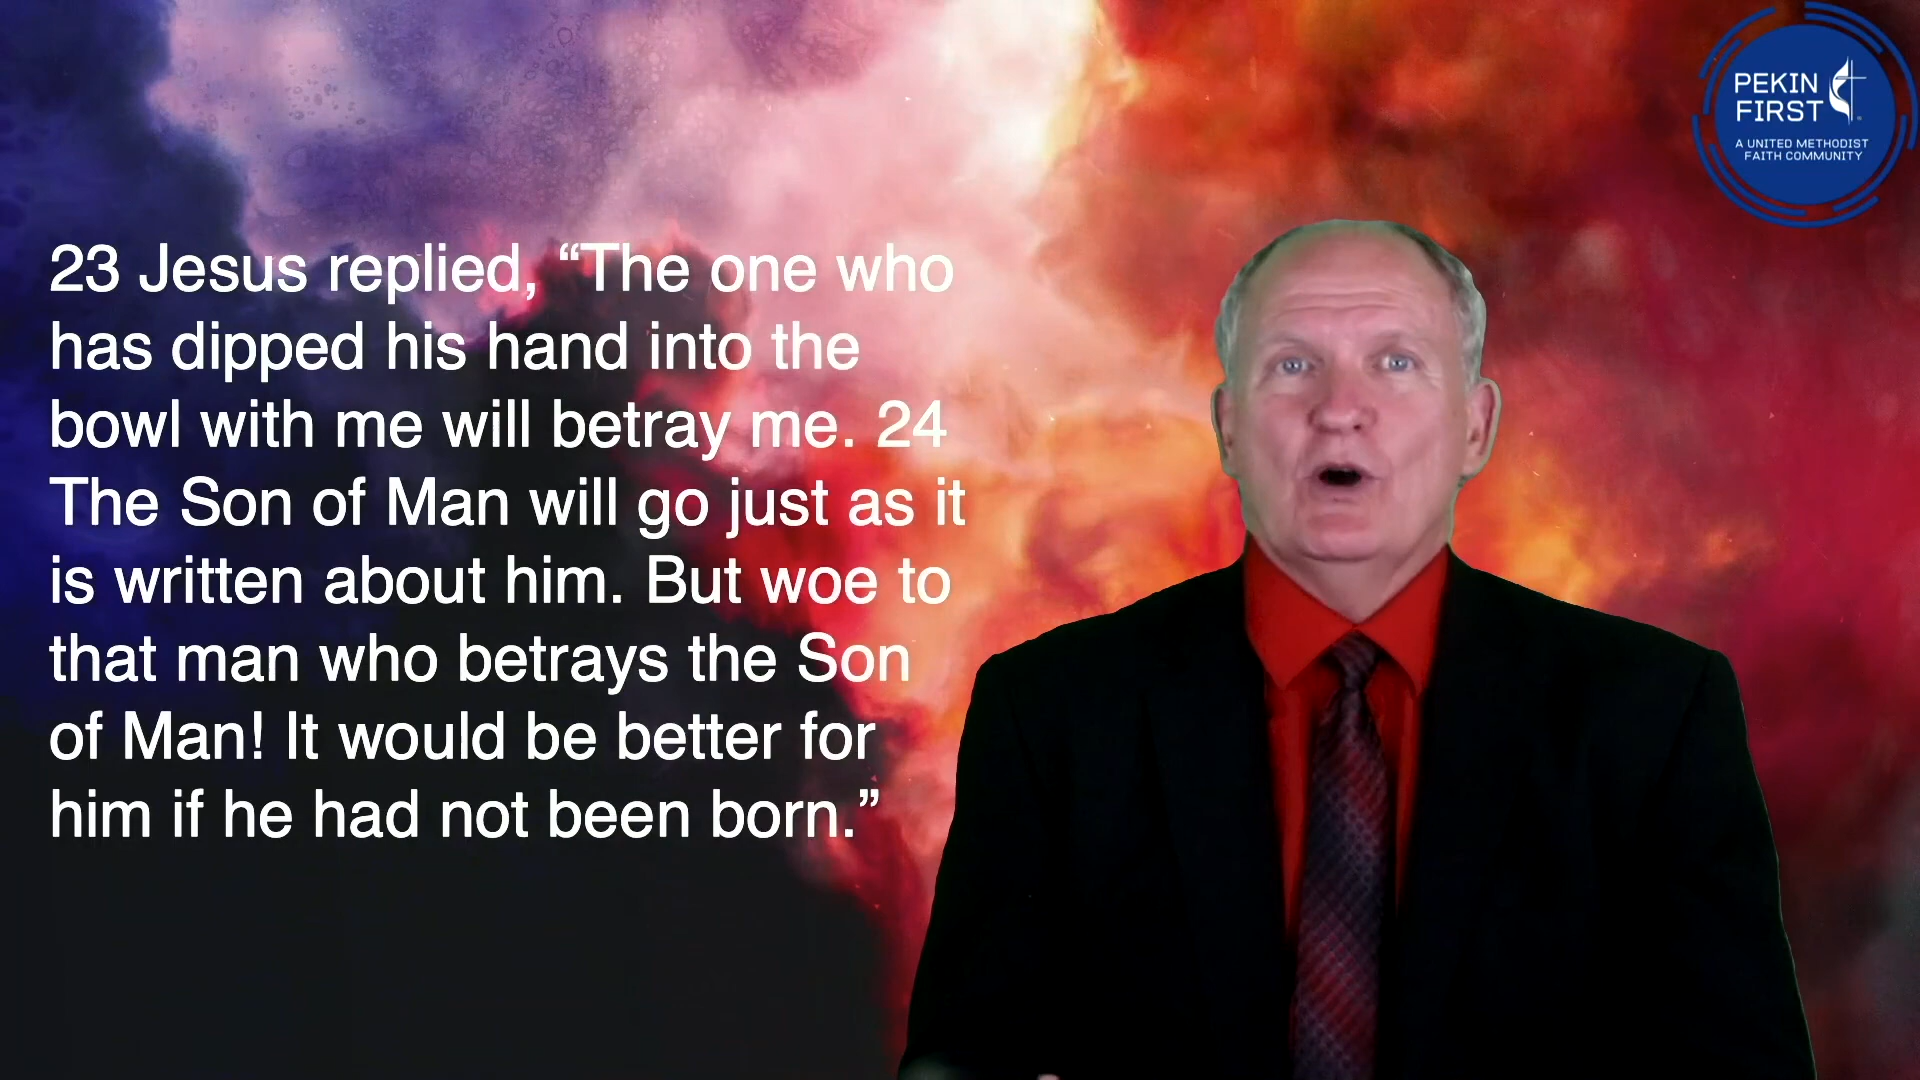 PEKIN
FIRST
A UNITED METHODIST
FAITH COMMUNITY
23 Jesus replied, “The one who
has dipped his hand into the
bowl with me will betray me. 24
The Son of Man will go just as it
is written about him. But woe to
that man who betrays the Son
of Man! It would be better for
him if he had not been born.”